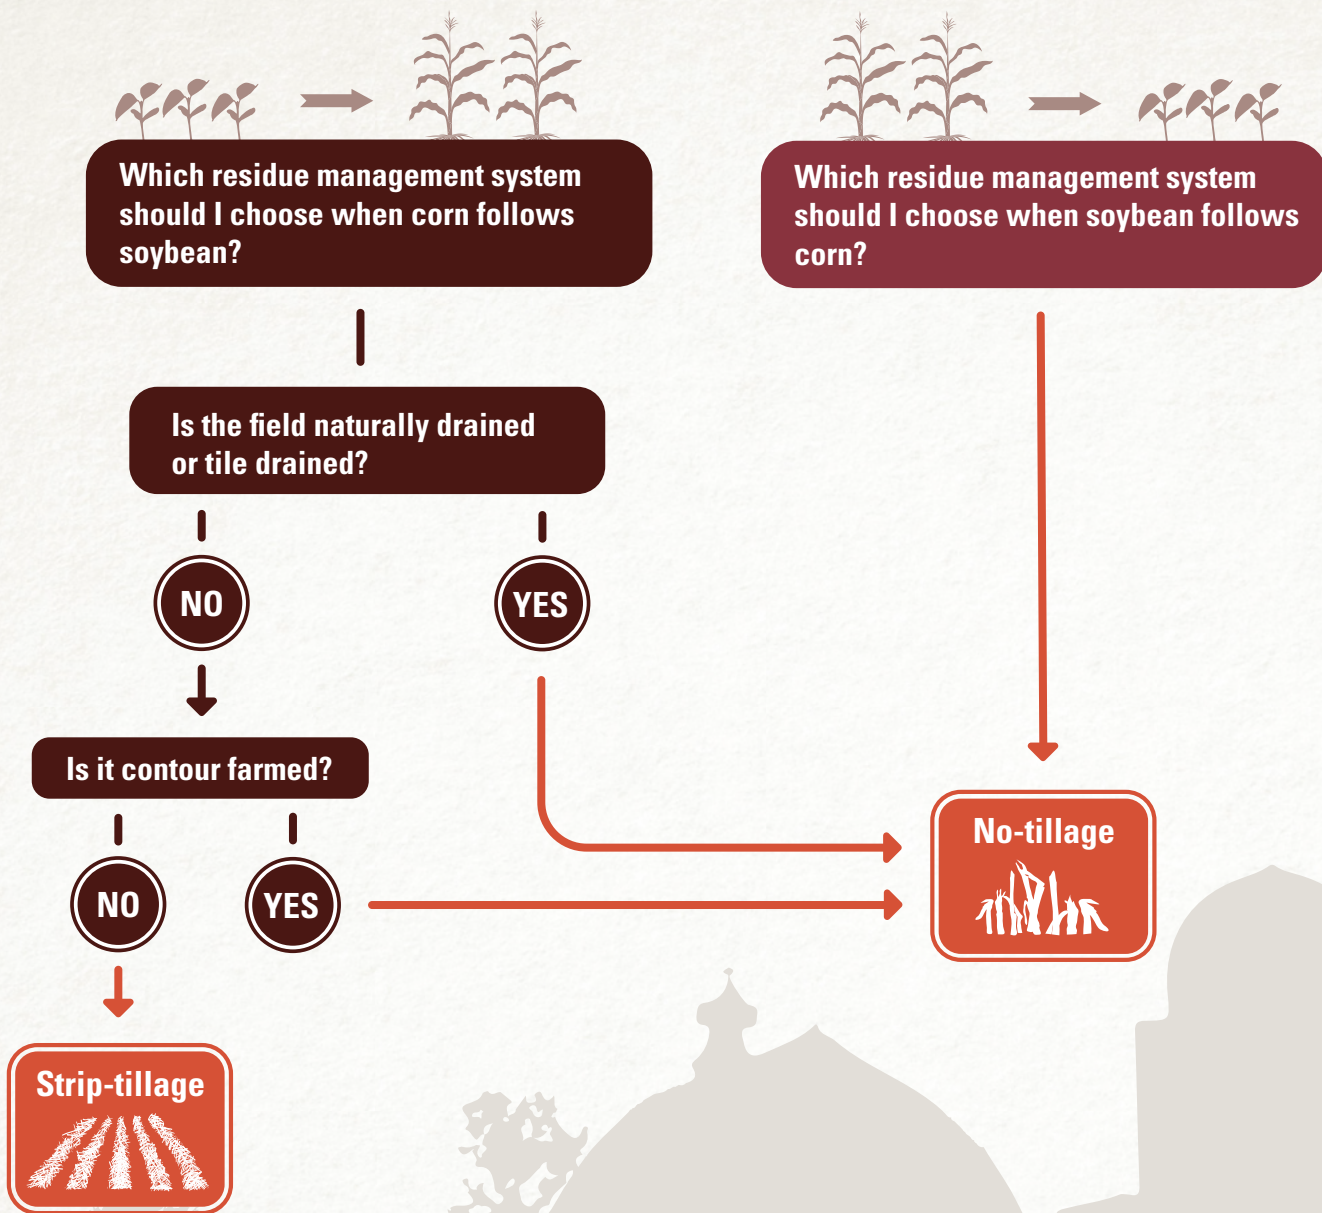 Which residue management system
should I choose when corn follows
soybean?
Which residue management system
should I choose when soybean follows
corn?
Is the field naturally drained
or tile drained?
NO
YES
Is it contour farmed?
NO
YES
No-tillage
Strip-tillage